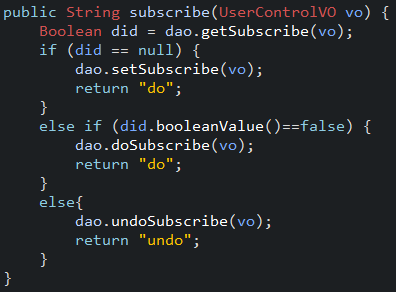 public String subscribe(UserControlVO vo) {
    Boolean did = dao.getSubscribe(vo);
    if (did == null) {
        dao.setSubscribe(vo);
        return "do";
    }
    else if (did.booleanValue()==false) {
        dao.doSubscribe(vo);
        return "do";
    }
    else{
        dao.undoSubscribe(vo);
        return "undo";
    }
}